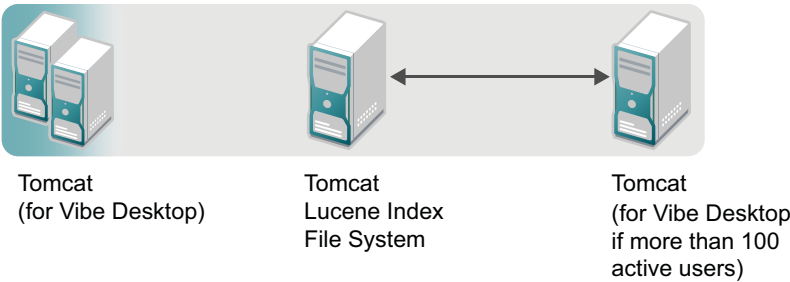 Tomcat
(for Vibe Desktop)
Tomcat
Lucene Index
File System
Tomcat
(for Vibe Desktop
if more than 100
active users)